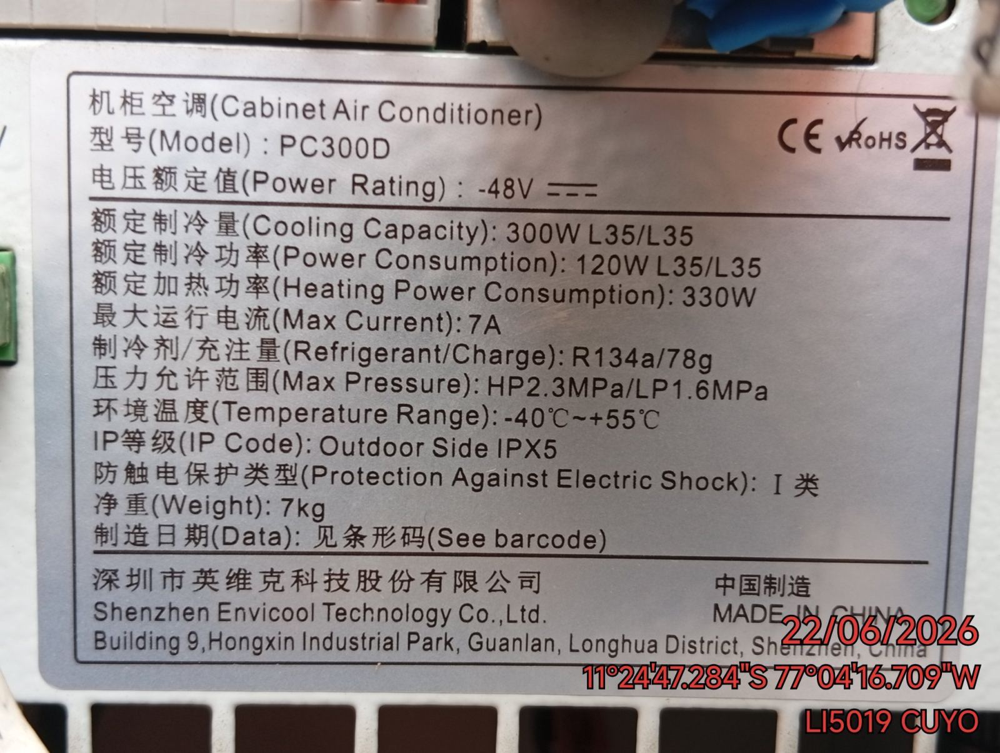 机柜空调(Cabinet Air Conditioner)
型号(Model) : PC300D
CE RoHS
电压额定值(Power Rating) : -48V
额定制冷量(Cooling Capacity): 300W L35/L35
额定制冷功率(Power Consumption): 120W L35/L35
额定加热功率(Heating Power Consumption): 330W
最大运行电流(Max Current): 7A
制冷剂/充注量(Refrigerant/Charge): R134a/78g
压力允许范围(Max Pressure): HP2.3MPa/LP1.6MPa
环境温度(Temperature Range): -40℃~+55℃
IP等级(IP Code): Outdoor Side IPX5
防触电保护类型(Protection Against Electric Shock): I 类
净重(Weight): 7kg
制造日期(Data): 见条形码(See barcode)
深圳市英维克科技股份有限公司
中国制造
Shenzhen Envicool Technology Co.,Ltd.
MADE IN CHINA
Building 9,Hongxin Industrial Park, Guanlan, Longhua District, Shenzhen, China
22/06/2026
11°24'47.284"S 77°04'16.709"W
LI5019 CUYO